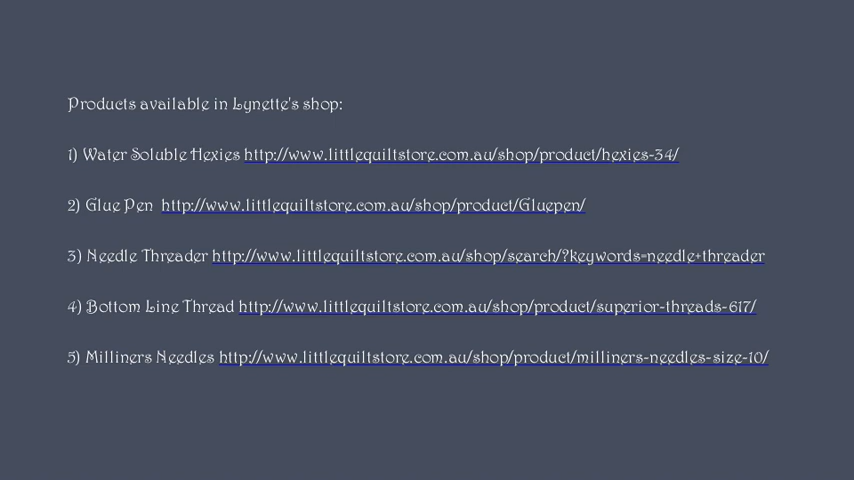 Products available in Lynette's shop:
1) Water Soluble Hexies http://www.littlequiltstore.com.au/shop/product/hexies-34/
2) Glue Pen http://www.littlequiltstore.com.au/shop/product/Gluepen/
3) Needle Threader http://www.littlequiltstore.com.au/shop/search/?keywords=needle+threader
4) Bottom Line Thread http://www.littlequiltstore.com.au/shop/product/superior-threads-617/
5) Milliners Needles http://www.littlequiltstore.com.au/shop/product/milliners-needles-size-10/